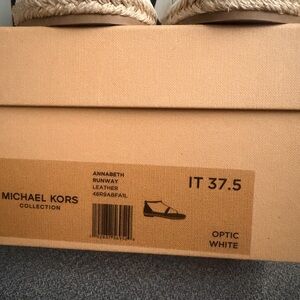 ANNABETH
RUNWAY
LEATHER
MICHAEL KORS
COLLECTION
IT 37.5
OPTIC
WHITE